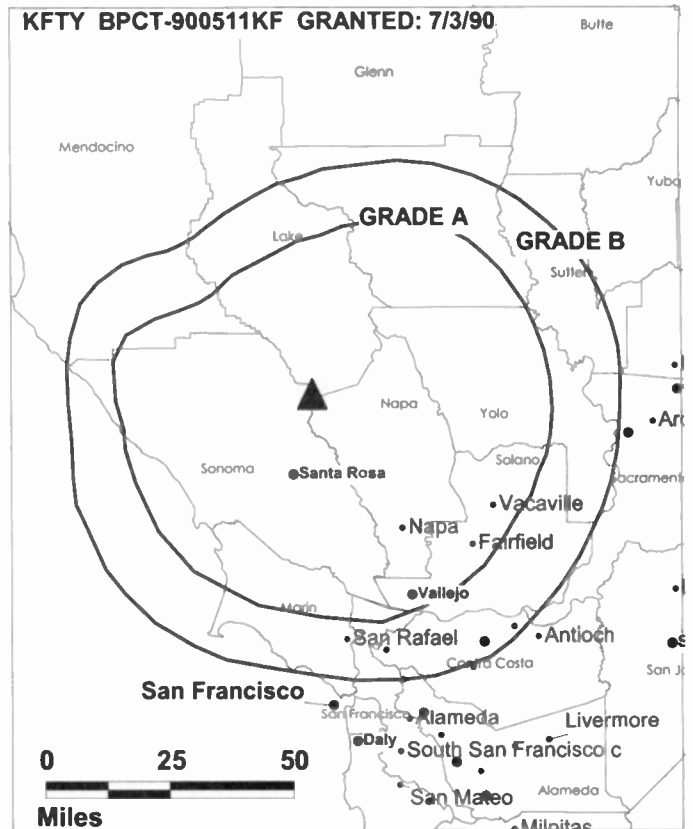 KFTY BPCT-900511KF GRANTED: 7/3/90
Butte
Glenn
Mendocino
Yuba
GRADE A
Lake
GRADE B
Sutter
Napa
Yolo
Sonoma
Santa Rosa
Solano
Sacramento
Vacaville
Napa
Fairfield
Vallejo
Marin
San Rafael
Antioch
Contra Costa
San Francisco
San Francisco
Alameda
Livermore
Daly
South San Francisco c
0 25 50
San Mateo
Alameda
Miles
Milpitas